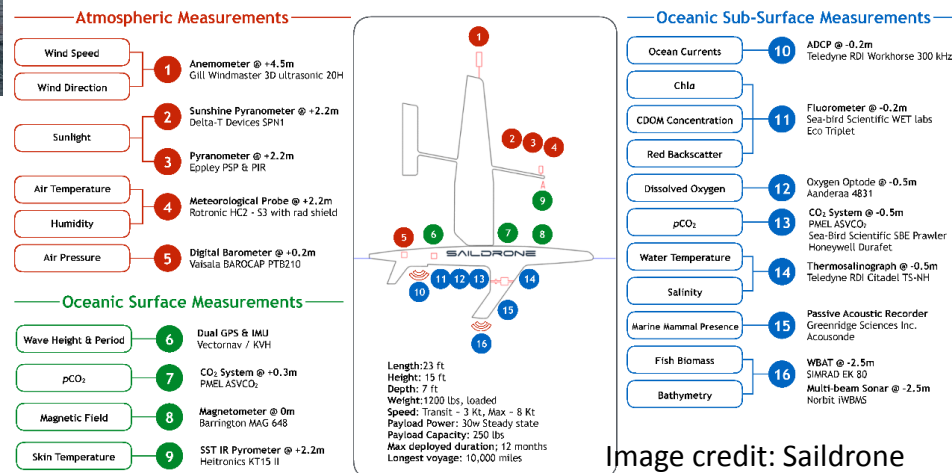 Atmospheric Measurements
Wind Speed
Wind Direction
1
Anemometer @ +4.5m
Gill Windmaster 3D ultrasonic 20H
Sunlight
2
Sunshine Pyranometer @ +2.2m
Delta-T Devices SPN1
3
Pyranometer @ +2.2m
Eppley PSP & PIR
Air Temperature
Humidity
4
Meteorological Probe @ +2.2m
Rotronic HC2 - S3 with rad shield
Air Pressure
5
Digital Barometer @ +0.2m
Vaisala BAROCAP PTB210
Oceanic Surface Measurements
Wave Height & Period
6
Dual GPS & IMU
Vectornav / KVH
pCO₂
7
CO₂ System @ +0.3m
PMEL ASVCO₂
Magnetic Field
8
Magnetometer @ 0m
Barrington MAG 648
Skin Temperature
9
SST IR Pyrometer @ +2.2m
Heitronics KT15 II
1
2 3 4
9
5 6 7 8
SAILDRONE
10 11 12 13 14
15
16
Length:23 ft
Height: 15 ft
Depth: 7 ft
Weight:1200 lbs, loaded
Speed: Transit – 3 Kt, Max – 8 Kt
Payload Power: 30w Steady state
Payload Capacity: 250 lbs
Max deployed duration; 12 months
Longest voyage: 10,000 miles
Oceanic Sub-Surface Measurements
Ocean Currents
10
ADCP @ -0.2m
Teledyne RDI Workhorse 300 kHz
Chla
CDOM Concentration
Red Backscatter
11
Fluorometer @ -0.2m
Sea-bird Scientific WET labs
Eco Triplet
Dissolved Oxygen
12
Oxygen Optode @ -0.5m
Aanderaa 4831
pCO₂
13
CO₂ System @ -0.5m
PMEL ASVCO₂
Sea-Bird Scientific SBE Prawler
Honeywell Durafet
Water Temperature
Salinity
14
Thermosalinograph @ -0.5m
Teledyne RDI Citadel TS-NH
Marine Mammal Presence
15
Passive Acoustic Recorder
Greenridge Sciences Inc.
Acousonde
Fish Biomass
Bathymetry
16
WBAT @ -2.5m
SIMRAD EK 80
Multi-beam Sonar @ -2.5m
Norbit iWBMS
Image credit: Saildrone